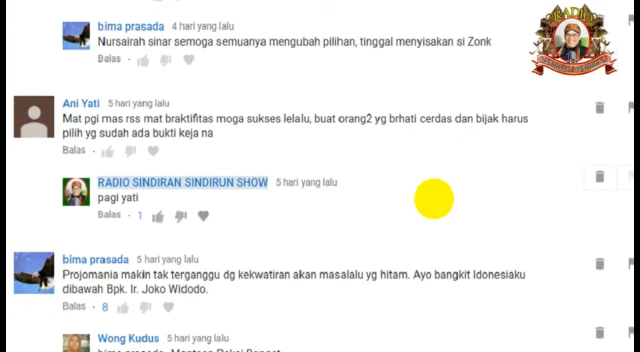 bima prasada 4 hari yang lalu
Nursairah sinar semoga semuanya mengubah pilihan, tinggal menyisakan si Zonk
Balas
RADIO
Ani Yati 5 hari yang lalu
Mat pgi mas rss mat braktifitas moga sukses lelalu, buat orang2 yg brhati cerdas dan bijak harus
pilih yg sudah ada bukti keja na
Balas
RADIO SINDIRAN SINDIRUN SHOW 5 hari yang lalu
pagi yati
Balas 1
bima prasada 5 hari yang lalu
Projomania makin tak terganggu dg kekwatiran akan masalalu yg hitam. Ayo bangkit Idonesiaku
dibawah Bpk. Ir. Joko Widodo.
Balas 8
Wong Kudus 5 hari yang lalu